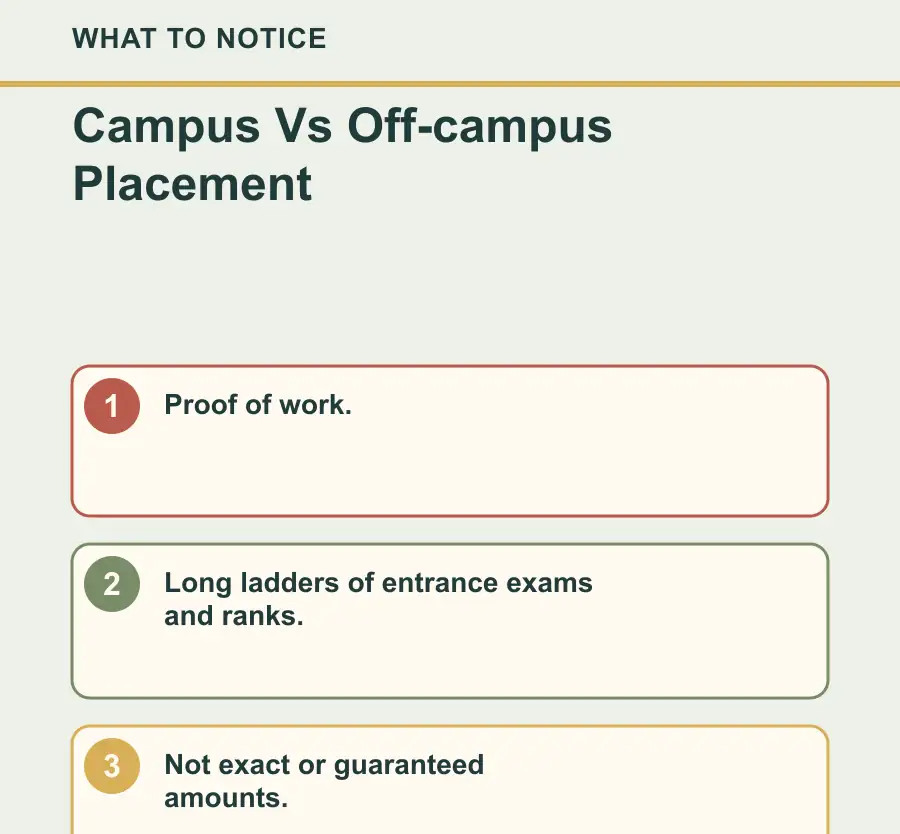 WHAT TO NOTICE
Campus Vs Off-campus
Placement
1
Proof of work.
2
Long ladders of entrance exams
and ranks.
3
Not exact or guaranteed
amounts.